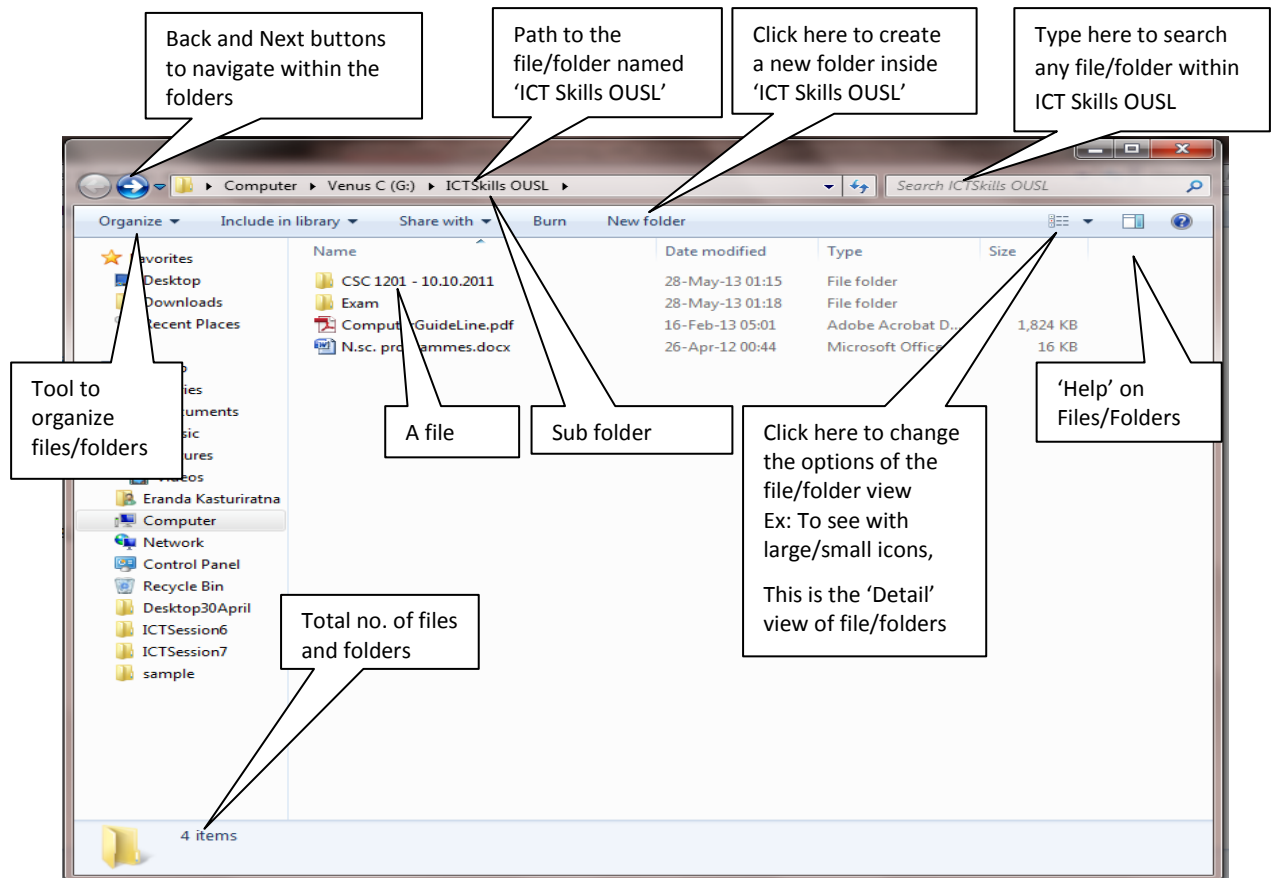 Back and Next buttons
to navigate within the
folders
Path to the
file/folder named
‘ICT Skills OUSL’
Click here to create
a new folder inside
‘ICT Skills OUSL’
Type here to search
any file/folder within
ICT Skills OUSL
Computer Venus C (G:) ICTSkills OUSL
Search ICTSkills OUSL
Organize Include in library Share with Burn New folder
Name Date modified Type Size
CSC 1201 - 10.10.2011 28-May-13 01:15 File folder
Exam 28-May-13 01:18 File folder
ComputerGuideLine.pdf 16-Feb-13 05:01 Adobe Acrobat D... 1,824 KB
N.sc. programmes.docx 26-Apr-12 00:44 Microsoft Office 16 KB
Favorites
Desktop
Downloads
Recent Places
Tool to
organize
files/folders
Videos
Eranda Kasturiratna
Computer
Network
Control Panel
Recycle Bin
Desktop30April
ICTSession6
ICTSession7
sample
A file
Sub folder
Click here to change
the options of the
file/folder view
Ex: To see with
large/small icons,
This is the ‘Detail’
view of file/folders
‘Help’ on
Files/Folders
Total no. of files
and folders
4 items